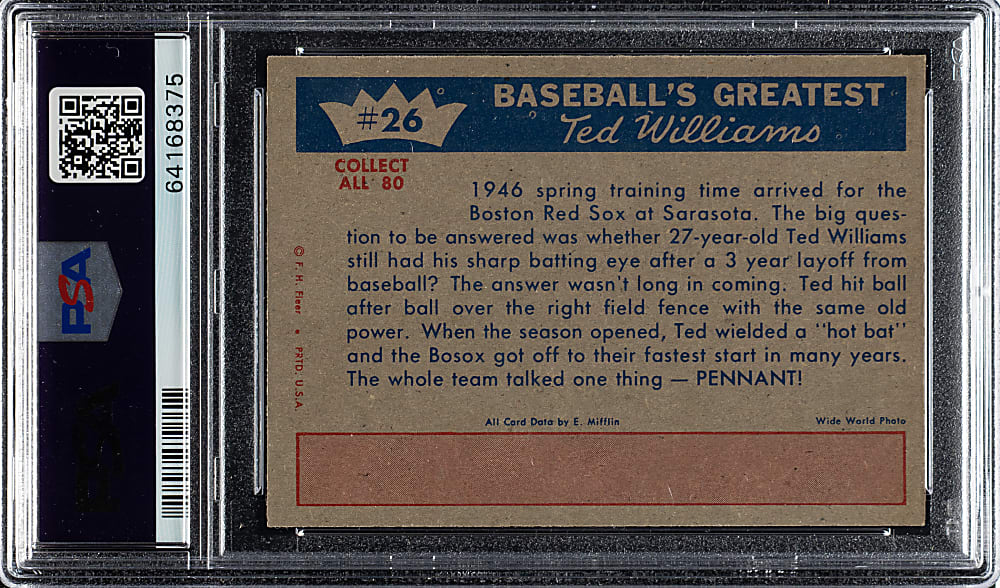 64168375
PSA
#26
BASEBALL'S GREATEST
Ted Williams
COLLECT
ALL 80
1946 spring training time arrived for the
Boston Red Sox at Sarasota. The big ques-
tion to be answered was whether 27-year-old Ted Williams
still had his sharp batting eye after a 3 year layoff from
baseball? The answer wasn't long in coming. Ted hit ball
after ball over the right field fence with the same old
power. When the season opened, Ted wielded a "hot bat"
and the Bosox got off to their fastest start in many years.
The whole team talked one thing — PENNANT!
© F. H. Fleer • PRTD. U.S.A.
All Card Data by E. Mifflin
Wide World Photo
PSA